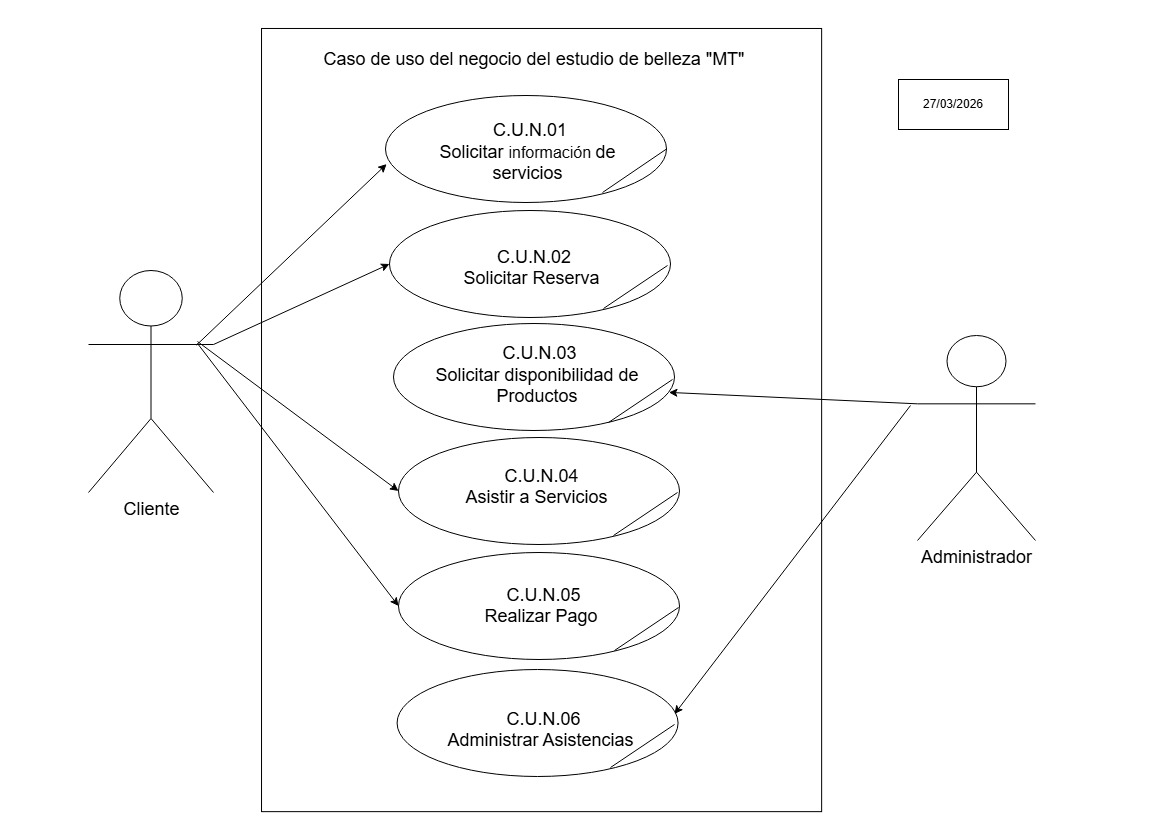 Caso de uso del negocio del estudio de belleza "MT"
27/03/2026
C.U.N.01
Solicitar información de
servicios
C.U.N.02
Solicitar Reserva
C.U.N.03
Solicitar disponibilidad de
Productos
C.U.N.04
Asistir a Servicios
Cliente
Administrador
C.U.N.05
Realizar Pago
C.U.N.06
Administrar Asistencias